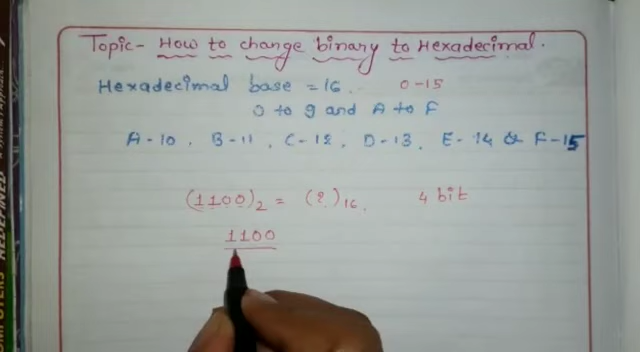 Topic - How to change binary to Hexadecimal.
Hexadecimal base = 16. 0-15
0 to 9 and A to F
A-10, B-11, C-12, D-13, E-14 & F-15
(1100)2 = (?)16. 4 bit
1100